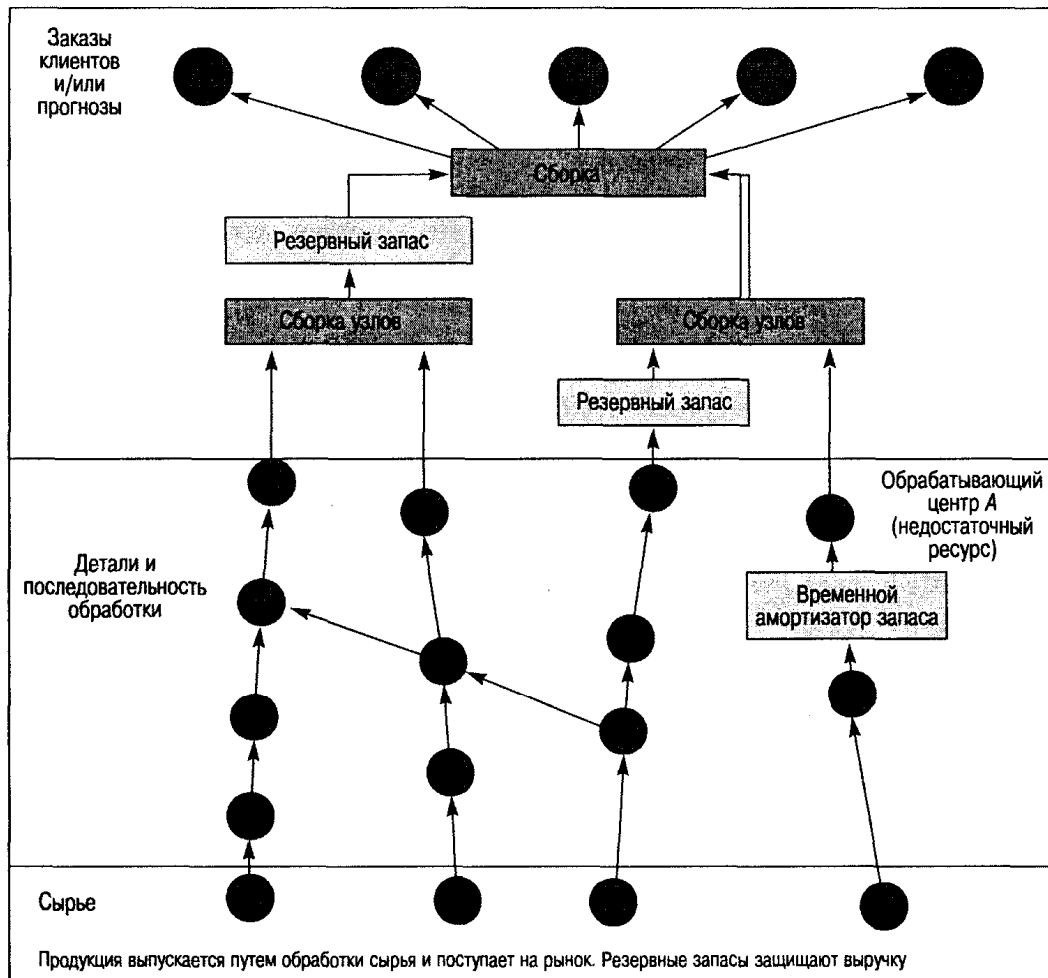 Заказы
клиентов
и/или
прогнозы
Сборка
Резервный запас
Сборка узлов
Сборка узлов
Резервный запас
Обрабатывающий
центр А
(недостаточный
ресурс)
Детали и
последовательность
обработки
Временной
амортизатор запаса
Сырье
Продукция выпускается путем обработки сырья и поступает на рынок. Резервные запасы защищают выручку